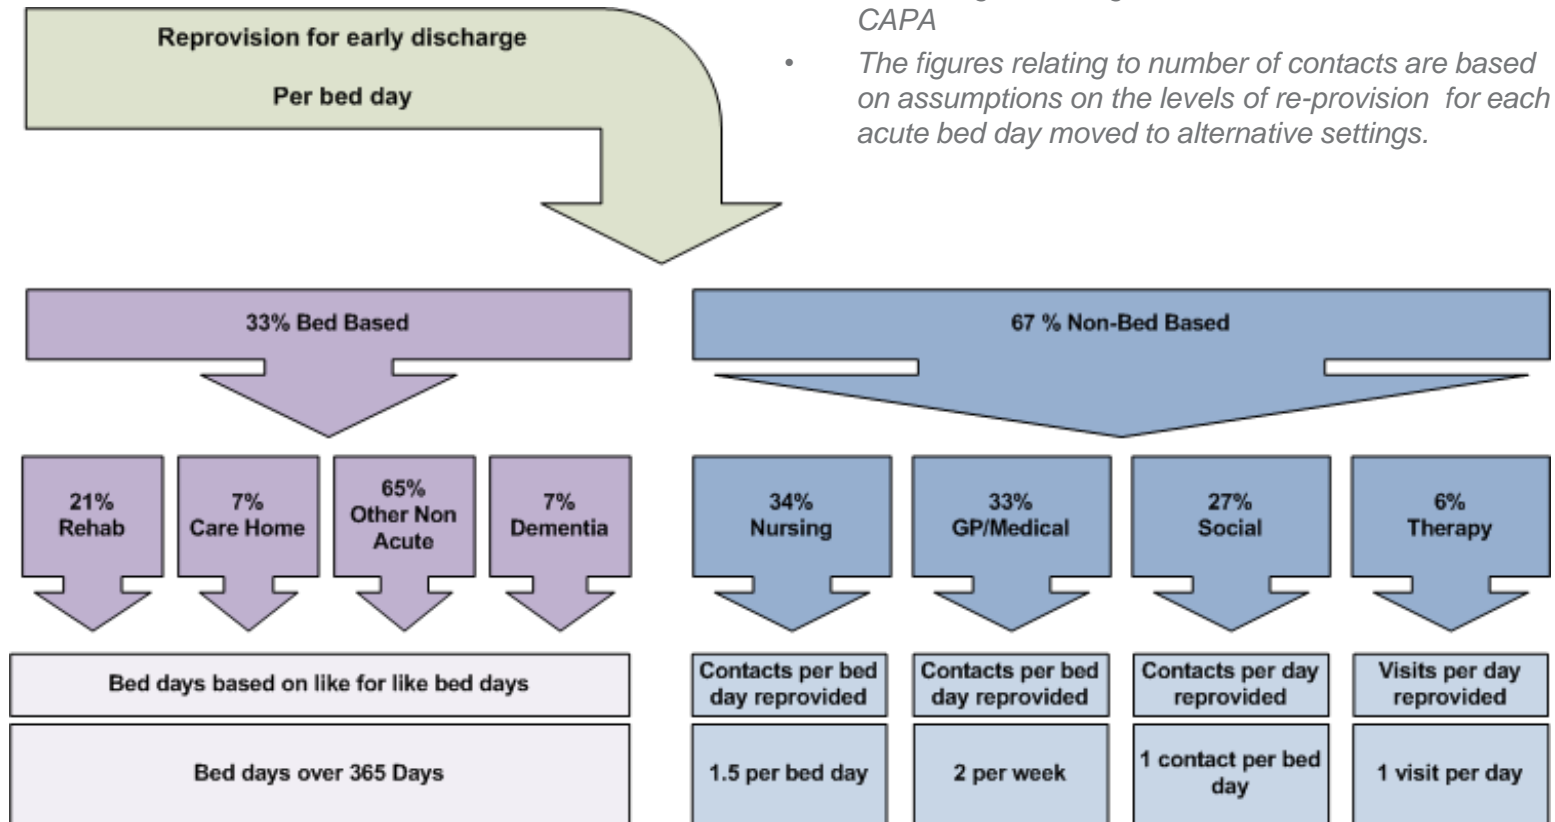 CAPA
• The figures relating to number of contacts are based
on assumptions on the levels of re-provision for each
acute bed day moved to alternative settings.
Reprovision for early discharge
Per bed day
33% Bed Based
67 % Non-Bed Based
21%
Rehab
7%
Care Home
65%
Other Non
Acute
7%
Dementia
34%
Nursing
33%
GP/Medical
27%
Social
6%
Therapy
Bed days based on like for like bed days
Contacts per bed
day reprovided
Contacts per bed
day reprovided
Contacts per day
reprovided
Visits per day
reprovided
Bed days over 365 Days
1.5 per bed day
2 per week
1 contact per bed
day
1 visit per day